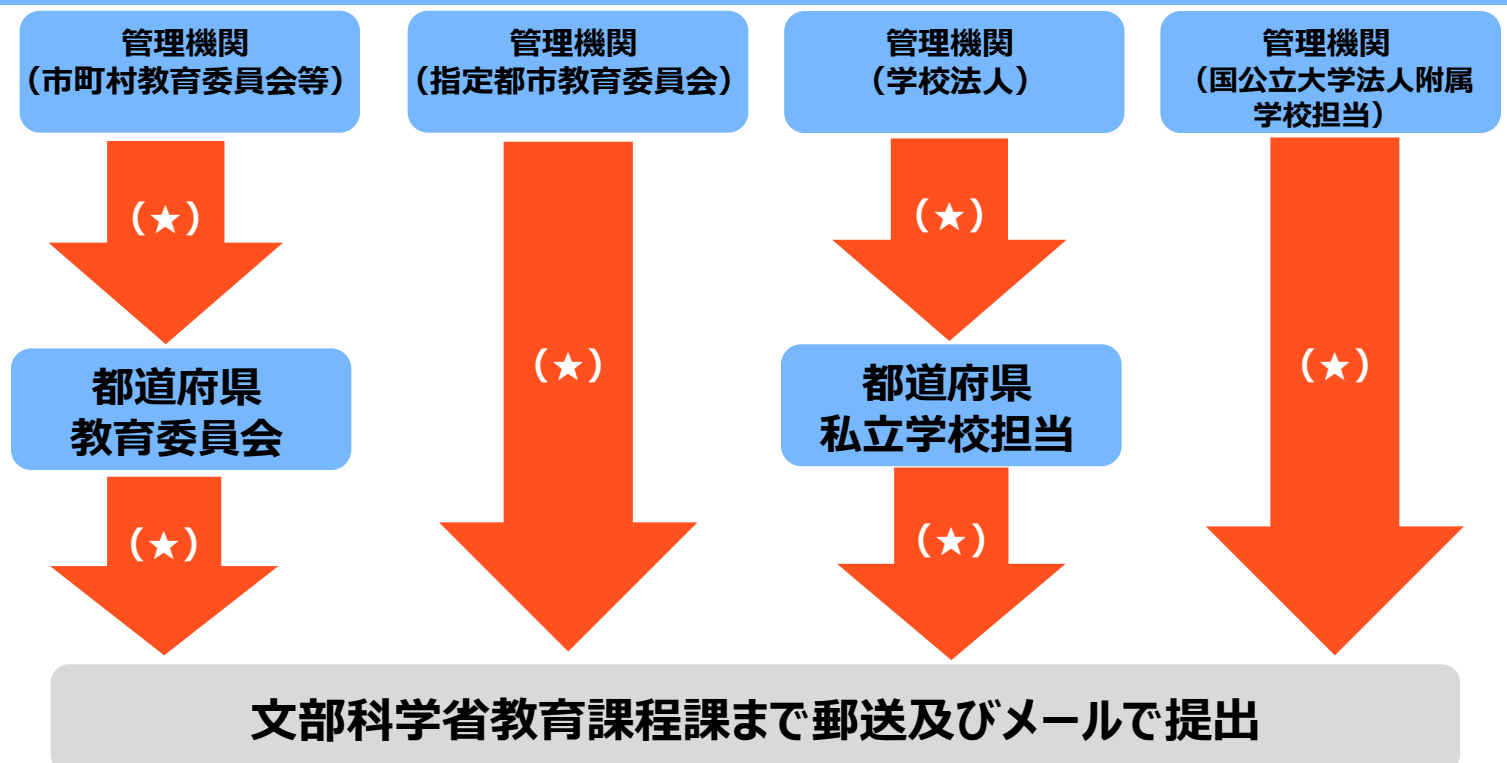 管理機関
（市町村教育委員会等）
管理機関
（指定都市教育委員会）
管理機関
（学校法人）
管理機関
（国公立大学法人附属
学校担当）
（★）
（★）
（★）
（★）
都道府県
教育委員会
都道府県
私立学校担当
（★）
（★）
文部科学省教育課程課まで郵送及びメールで提出